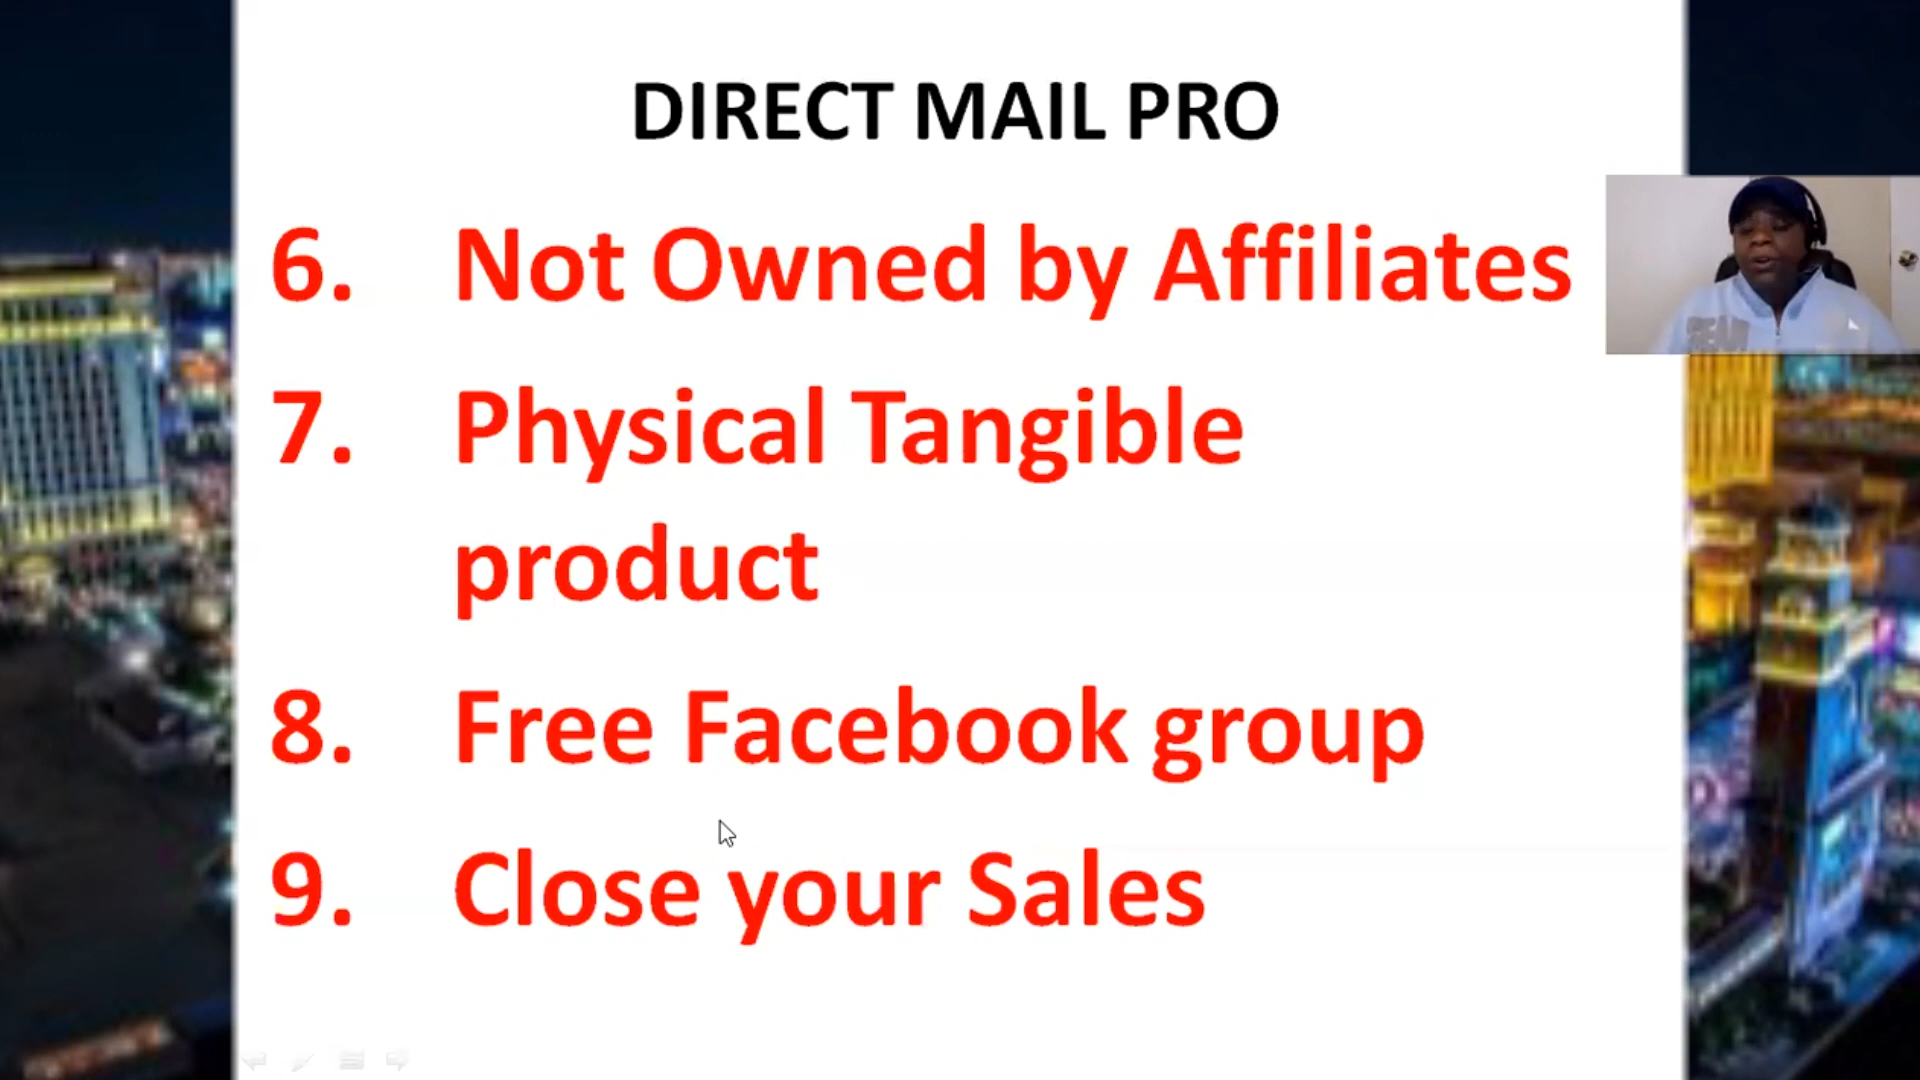 DIRECT MAIL PRO
6. Not Owned by Affiliates
7. Physical Tangible
product
8. Free Facebook group
9. Close your Sales